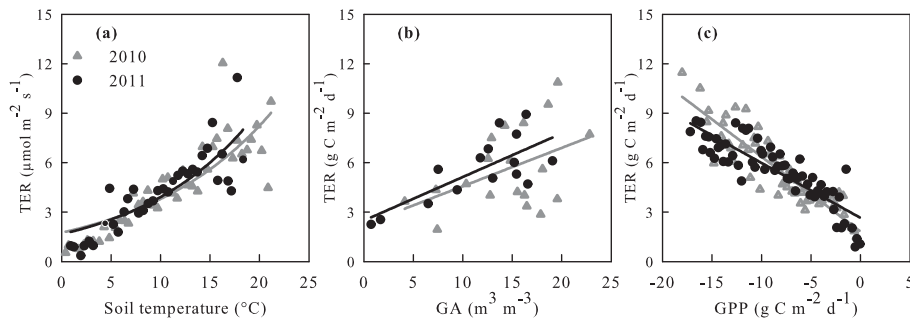 (a)
2010
2011
TER (µmol m⁻² s⁻¹)
15
12
9
6
3
0
0 5 10 15 20 25
Soil temperature (°C)
(b)
TER (g C m⁻² d⁻¹)
15
12
9
6
3
0
0 5 10 15 20 25
GA (m³ m⁻³)
(c)
TER (g C m⁻² d⁻¹)
15
12
9
6
3
0
-20 -15 -10 -5 0 5
GPP (g C m⁻² d⁻¹)